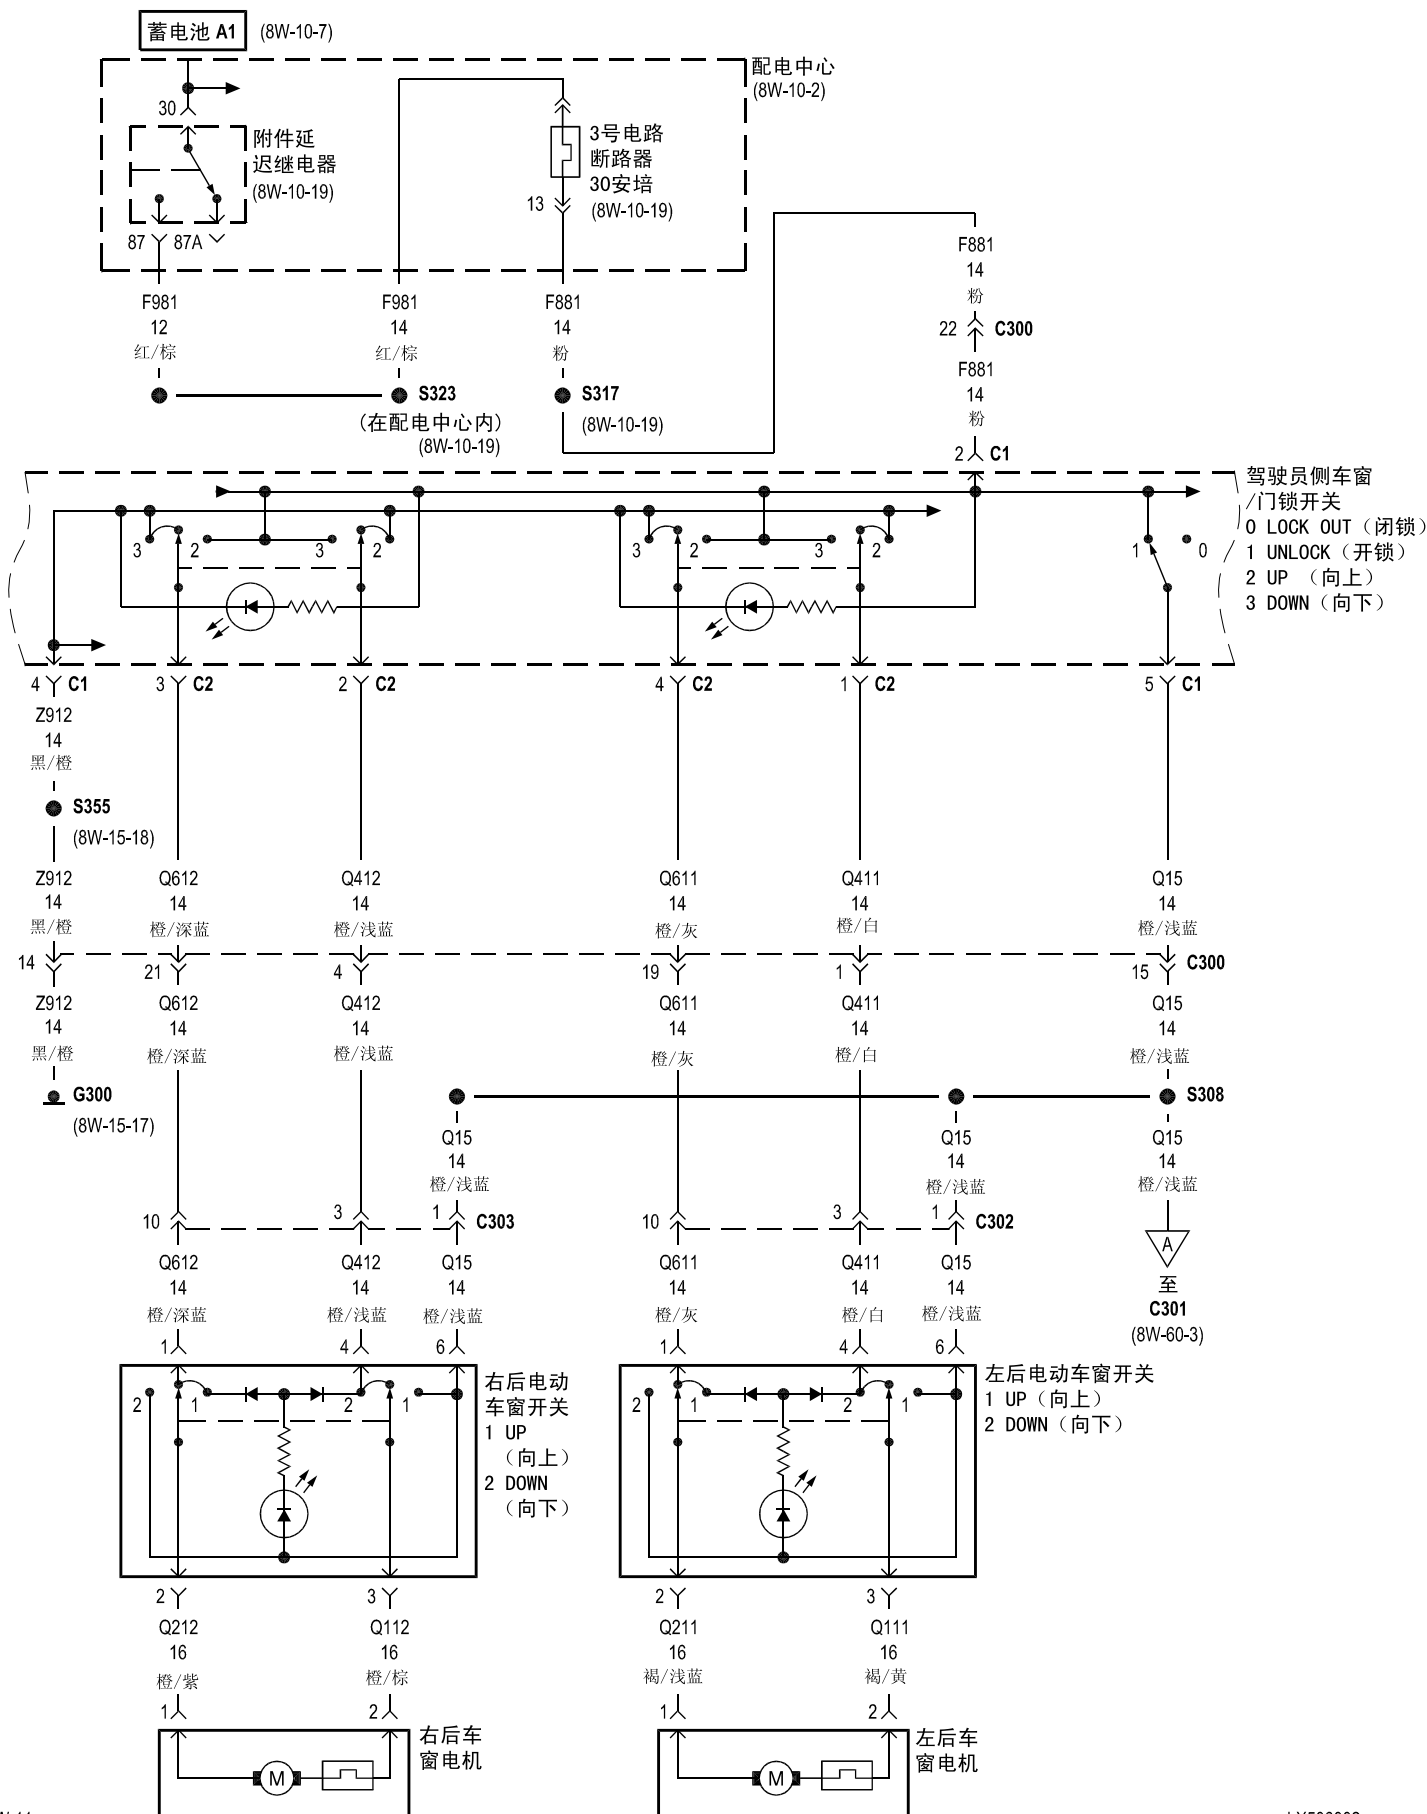 蓄电池 A1 (8W-10-7)
配电中心
(8W-10-2)
30
附件延
迟继电器
(8W-10-19)
3号电路
断路器
30安培
(8W-10-19)
13
87 87A
F981 F981 F881
12 14 14
红/棕 红/棕 粉
F881
14
粉
22 C300
F881
14
粉
S323 S317
(在配电中心内)
(8W-10-19) (8W-10-19)
2 C1
驾驶员侧车窗
/门锁开关
0 LOCK OUT（闭锁）
1 UNLOCK（开锁）
2 UP （向上）
3 DOWN（向下）
3 2 3 2 3 2 3 2 1 0
4 C1 3 C2 2 C2 4 C2 1 C2 5 C1
Z912
14
黑/橙
S355
(8W-15-18)
Z912 Q612 Q412 Q611 Q411 Q15
14 14 14 14 14 14
黑/橙 橙/深蓝 橙/浅蓝 橙/灰 橙/白 橙/浅蓝
14 21 4 19 1 15 C300
Z912 Q612 Q412 Q611 Q411 Q15
14 14 14 14 14 14
黑/橙 橙/深蓝 橙/浅蓝 橙/灰 橙/白 橙/浅蓝
G300 S308
(8W-15-17)
Q15 Q15 Q15
14 14 14
橙/浅蓝 橙/浅蓝 橙/浅蓝
10 3 1 C303 10 3 1 C302
A
至
C301
(8W-60-3)
Q612 Q412 Q15 Q611 Q411 Q15
14 14 14 14 14 14
橙/深蓝 橙/浅蓝 橙/浅蓝 橙/灰 橙/白 橙/浅蓝
1 4 6 1 4 6
右后电动
车窗开关
1 UP
（向上）
2 DOWN
（向下）
左后电动车窗开关
1 UP（向上）
2 DOWN（向下）
2 1 2 1 2 1 2 1
2 3 2 3
Q212 Q112 Q211 Q111
16 16 16 16
橙/紫 橙/棕 褐/浅蓝 褐/黄
1 2 1 2
右后车
窗电机
左后车
窗电机
M M